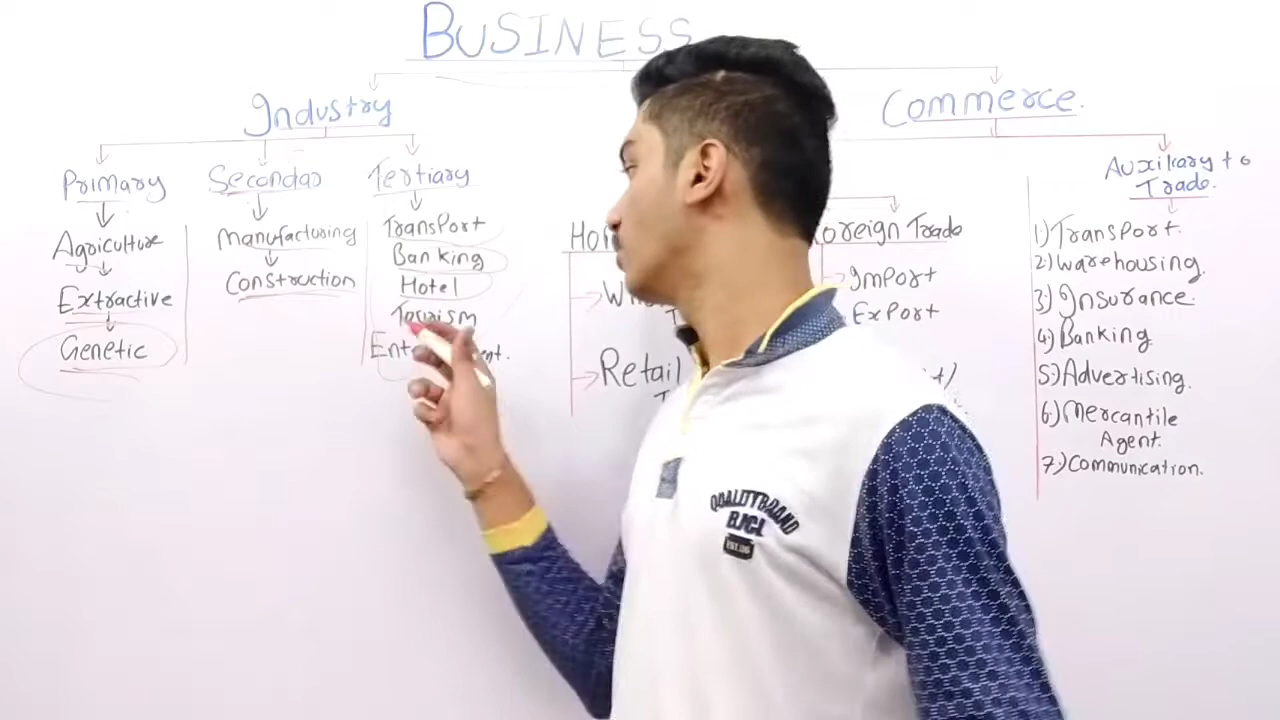 BUSINESS
Industry
Commerce.
Primary
Secondary
Tertiary
Auxiliary to
Trade.
Agriculture
Extractive
Genetic
Manufacturing
Construction
Transport
Banking
Hotel
Tourism
Foreign Trade
Import
Export
Retail
1) Transport.
2) Warehousing.
3) Insurance.
4) Banking.
5) Advertising.
6) Mercantile
Agent.
7) Communication.
QUALITYBRAND